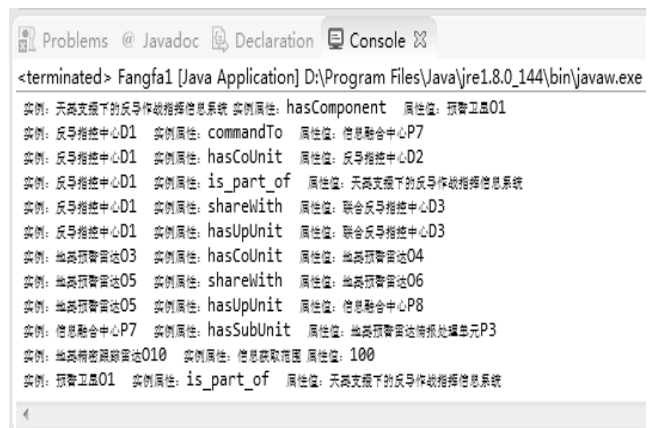 Problems @ Javadoc Declaration Console
<terminated> Fangfa1 [Java Application] D:\Program Files\Java\jre1.8.0_144\bin\javaw.exe
实例: 天基支援下的反导作战指挥信息系统 实例属性: hasComponent 属性值: 预警卫星O1
实例: 反导指控中心D1 实例属性: commandTo 属性值: 信息融合中心P7
实例: 反导指控中心D1 实例属性: hasCoUnit 属性值: 反导指控中心D2
实例: 反导指控中心D1 实例属性: is_part_of 属性值: 天基支援下的反导作战指挥信息系统
实例: 反导指控中心D1 实例属性: shareWith 属性值: 联合反导指控中心D3
实例: 反导指控中心D1 实例属性: hasUpUnit 属性值: 联合反导指控中心D3
实例: 地基预警雷达O3 实例属性: hasCoUnit 属性值: 地基预警雷达O4
实例: 地基预警雷达O5 实例属性: shareWith 属性值: 地基预警雷达O6
实例: 地基预警雷达O5 实例属性: hasUpUnit 属性值: 信息融合中心P8
实例: 信息融合中心P7 实例属性: hasSubUnit 属性值: 地基预警雷达情报处理单元P3
实例: 地基精密跟踪雷达O10 实例属性: 信息获取范围 属性值: 100
实例: 预警卫星O1 实例属性: is_part_of 属性值: 天基支援下的反导作战指挥信息系统